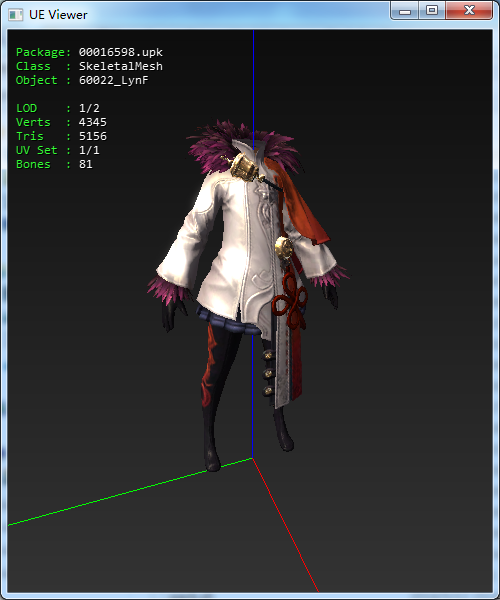 UE Viewer
Package: 00016598.upk
Class  : SkeletalMesh
Object : 60022_LynF
LOD    : 1/2
Verts  : 4345
Tris   : 5156
UV Set : 1/1
Bones  : 81